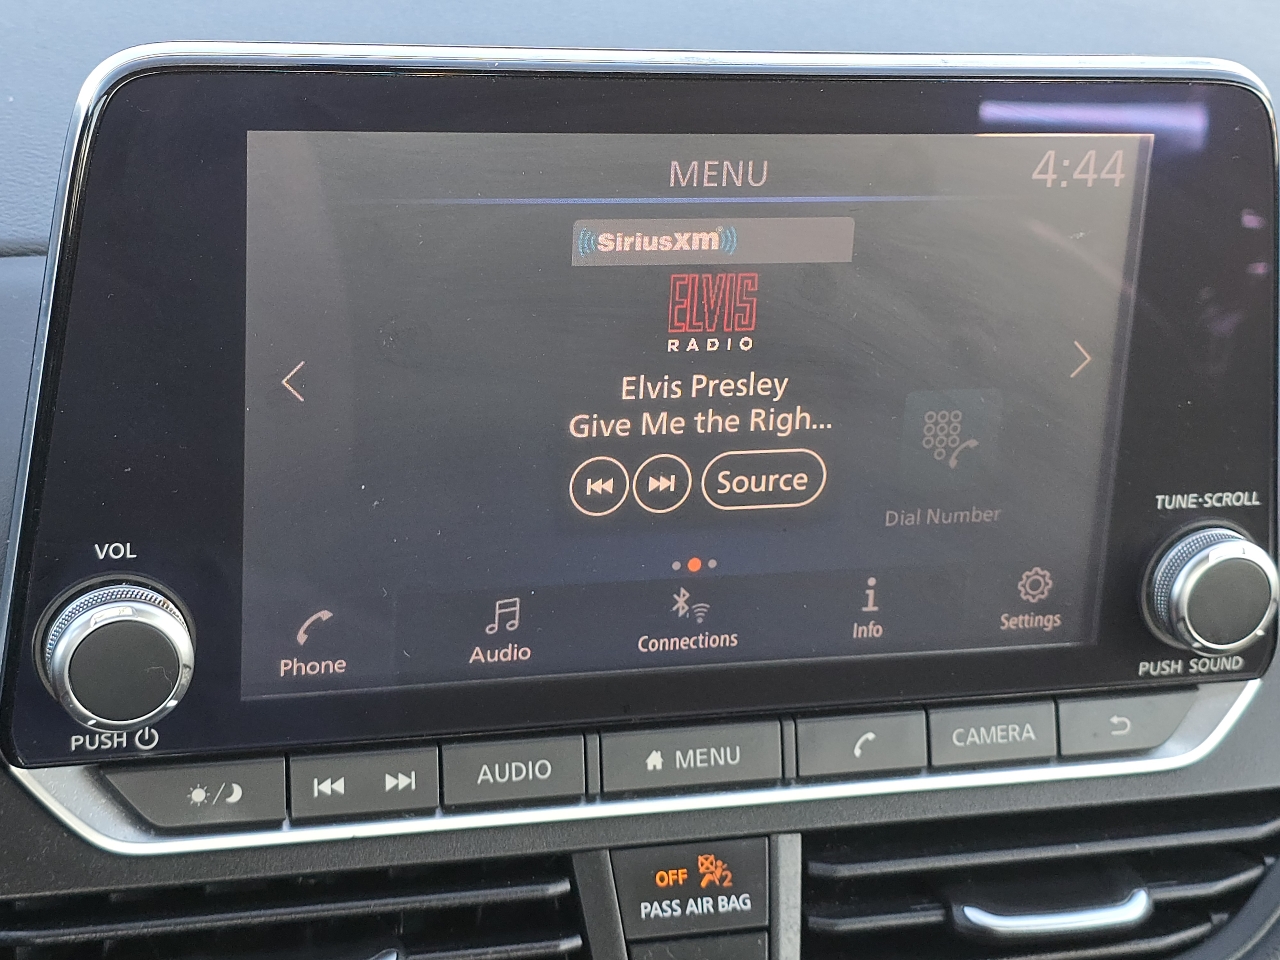 MENU
4:44
SiriusXM
ELVIS
RADIO
Elvis Presley
Give Me the Righ...
Source
Dial Number
Phone
Audio
Connections
Info
Settings
VOL
PUSH
TUNE·SCROLL
PUSH SOUND
AUDIO
MENU
CAMERA
OFF 2
PASS AIR BAG